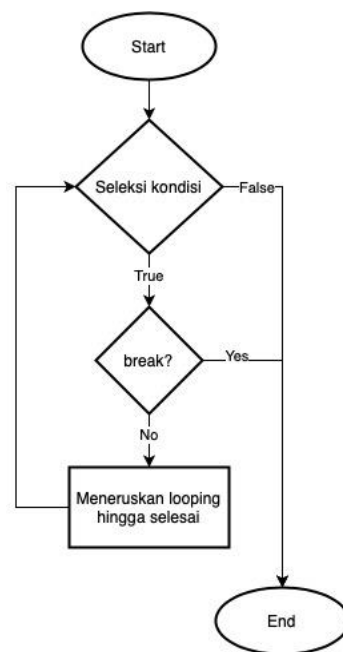 Start
Seleksi kondisi
False
True
break?
Yes
No
Meneruskan looping
hingga selesai
End